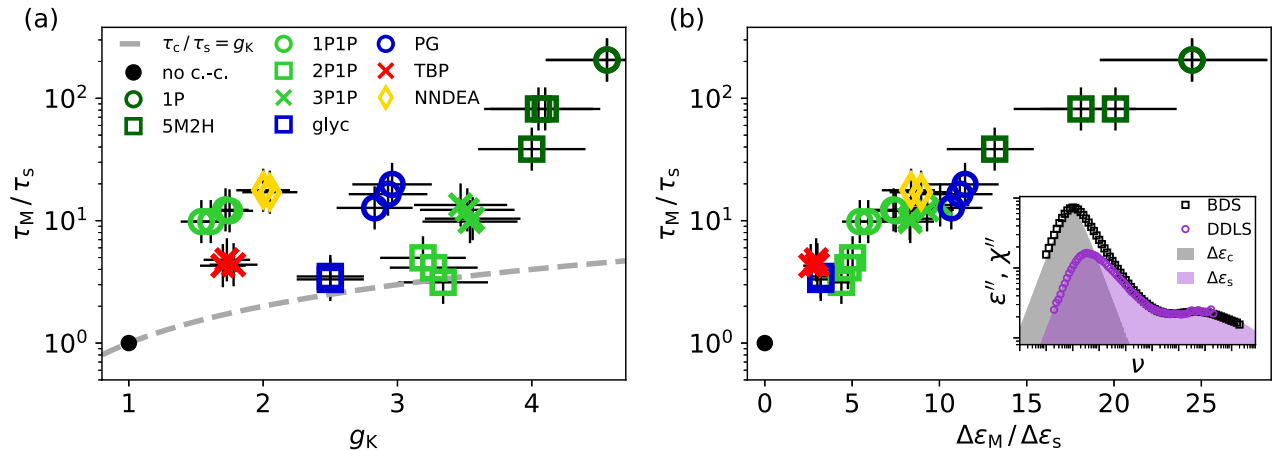 (a)
τM / τs
10²
10¹
10⁰
τc / τs = gK
no c.-c.
1P
5M2H
1P1P
2P1P
3P1P
glyc
PG
TBP
NNDEA
1
2
3
4
gK
(b)
τM / τs
10²
10¹
10⁰
0
5
10
15
20
25
ΔεM / Δεs
ε′′, χ′′
ν
BDS
DDLS
Δεc
Δεs